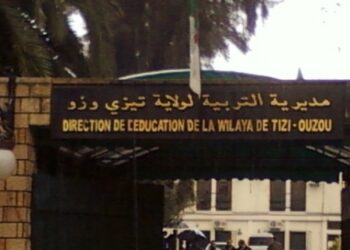 مديرية التربية لولاية تيزي وزو
DIRECTION DE L'EDUCATION DE LA WILAYA DE TIZI - OUZOU